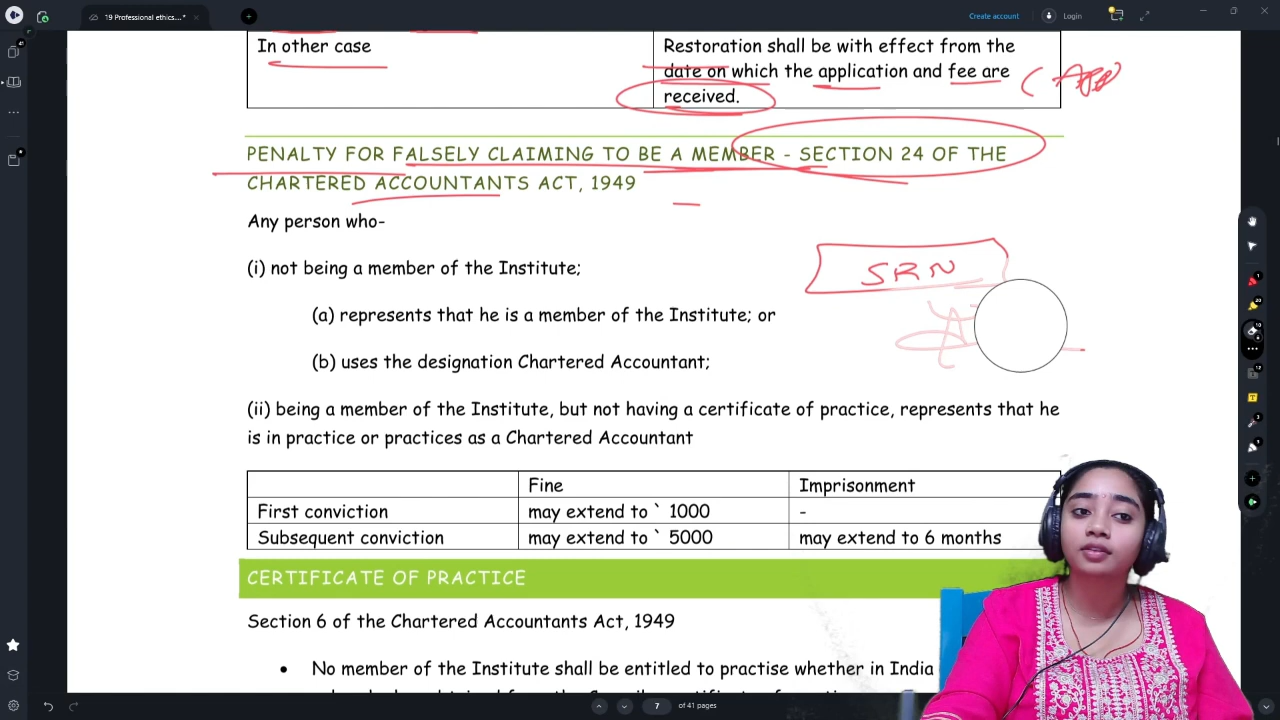 19 Professional ethics....*
Create account
Login
In other case
Restoration shall be with effect from the
date on which the application and fee are
received.
PENALTY FOR FALSELY CLAIMING TO BE A MEMBER - SECTION 24 OF THE
CHARTERED ACCOUNTANTS ACT, 1949
Any person who-
(i) not being a member of the Institute;
SRN
(a) represents that he is a member of the Institute; or
(b) uses the designation Chartered Accountant;
(ii) being a member of the Institute, but not having a certificate of practice, represents that he
is in practice or practices as a Chartered Accountant
Fine Imprisonment
First conviction may extend to ` 1000 -
Subsequent conviction may extend to ` 5000 may extend to 6 months
CERTIFICATE OF PRACTICE
Section 6 of the Chartered Accountants Act, 1949
• No member of the Institute shall be entitled to practise whether in India
7 of 41 pages